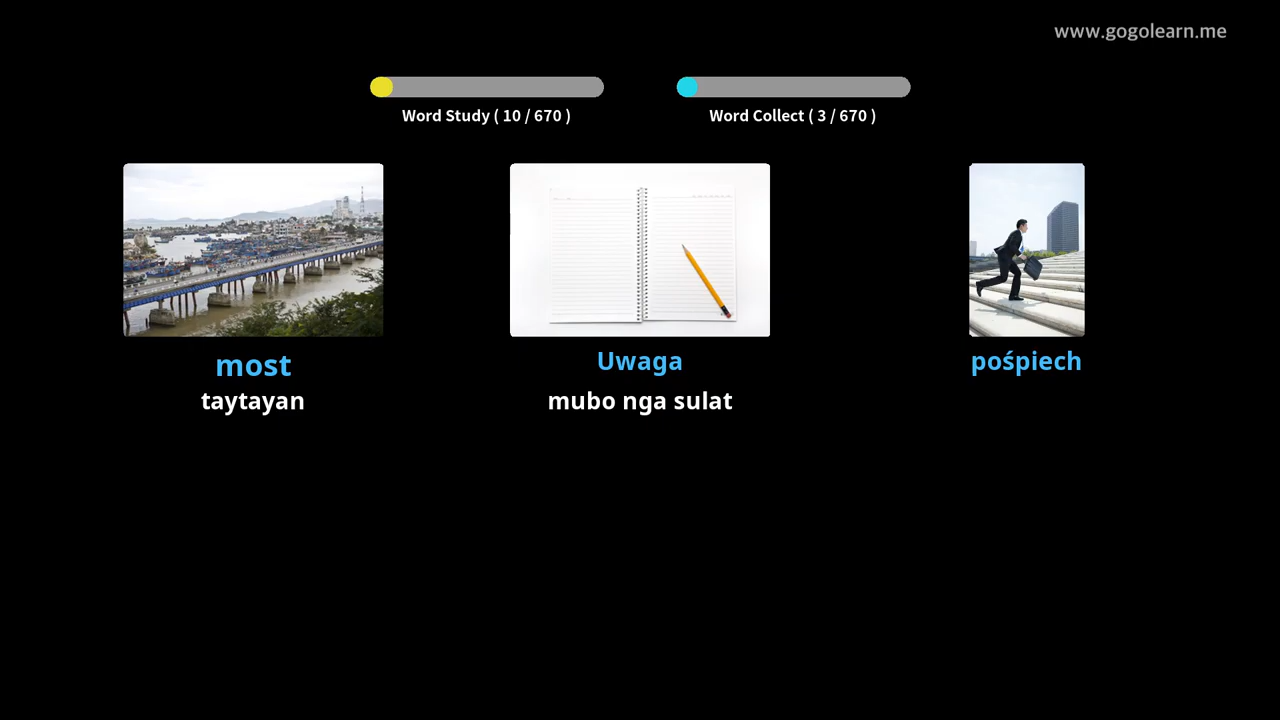 www.gogolearn.me
Word Study ( 10 / 670 )
Word Collect ( 3 / 670 )
most
taytayan
Uwaga
mubo nga sulat
pośpiech